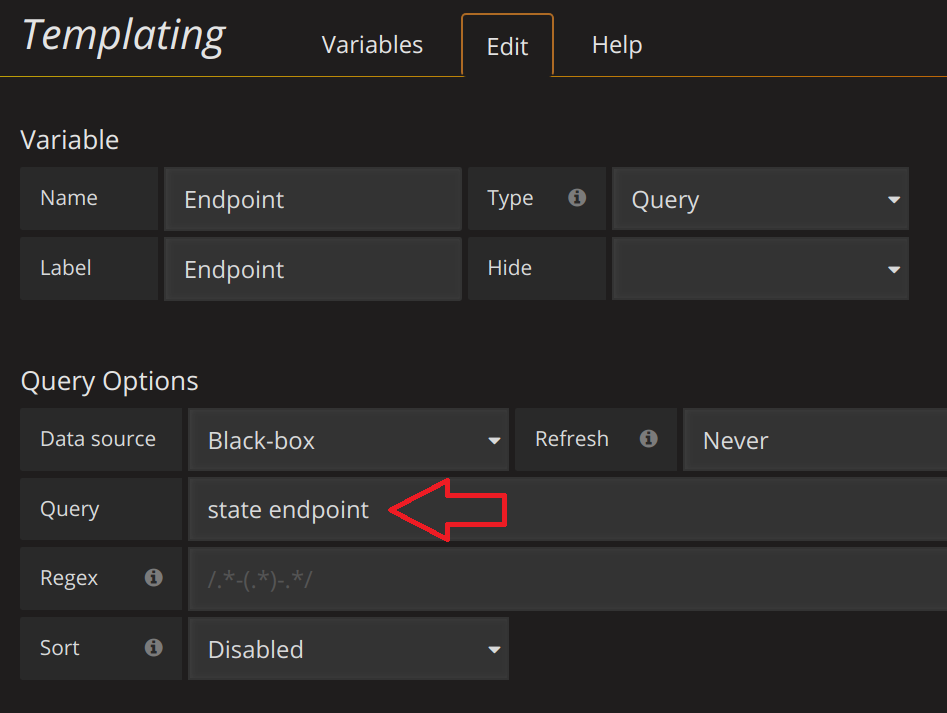 Templating Variables Edit Help
Variable
Name Endpoint Type Query
Label Endpoint Hide
Query Options
Data source Black-box Refresh Never
Query state endpoint
Regex /.*-(.*)-.*/
Sort Disabled